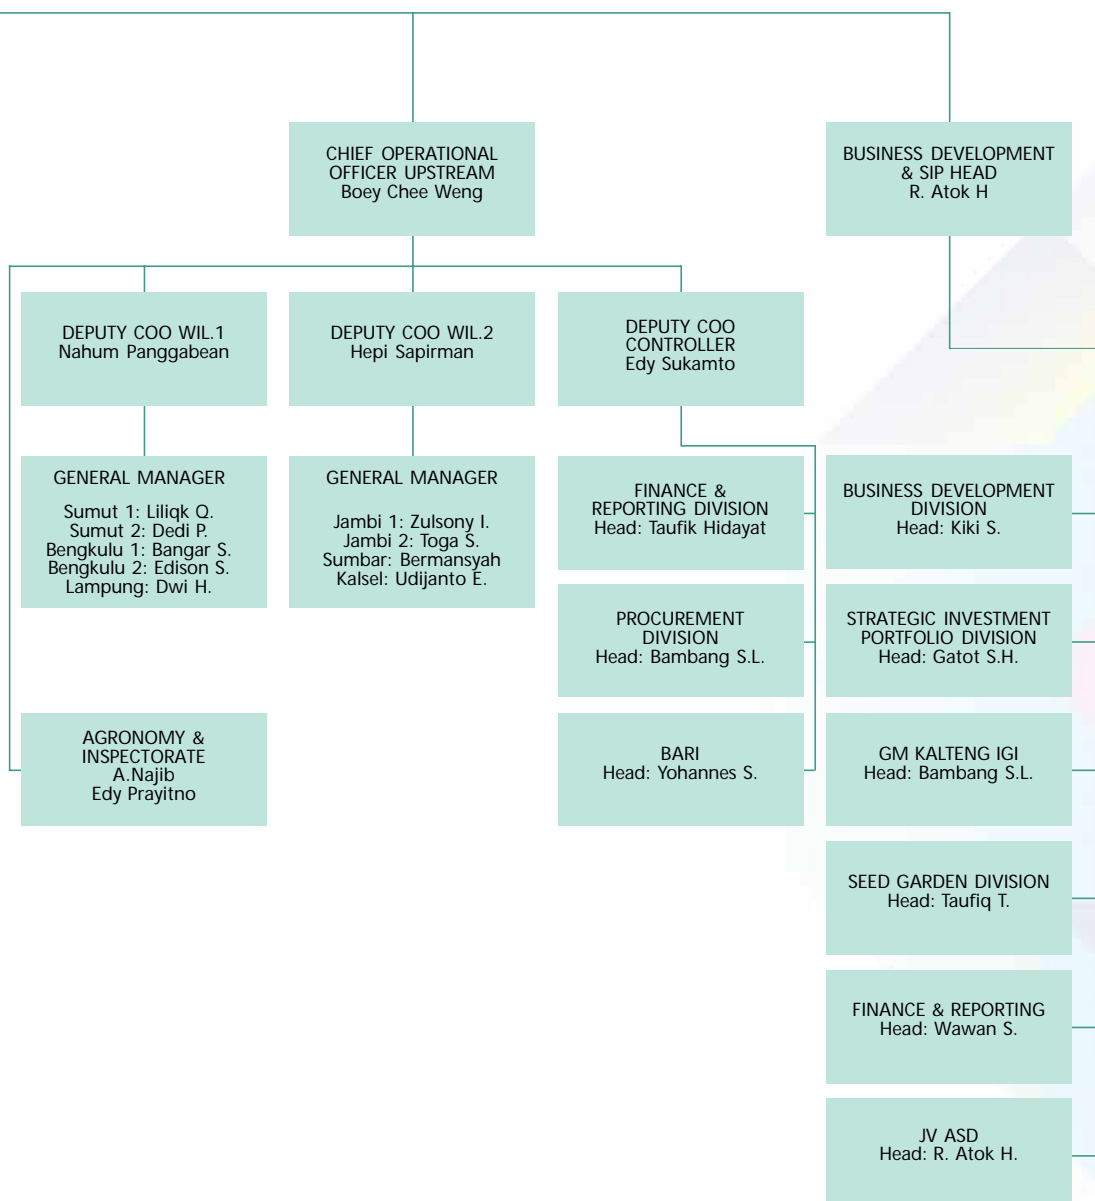 CHIEF OPERATIONAL
OFFICER UPSTREAM
Boey Chee Weng
BUSINESS DEVELOPMENT
& SIP HEAD
R. Atok H
DEPUTY COO WIL.1
Nahum Panggabean
DEPUTY COO WIL.2
Hepi Sapirman
DEPUTY COO
CONTROLLER
Edy Sukamto
GENERAL MANAGER
Sumut 1: Liliqk Q.
Sumut 2: Dedi P.
Bengkulu 1: Bangar S.
Bengkulu 2: Edison S.
Lampung: Dwi H.
GENERAL MANAGER
Jambi 1: Zulsony I.
Jambi 2: Toga S.
Sumbar: Bermansyah
Kalsel: Udijanto E.
FINANCE &
REPORTING DIVISION
Head: Taufik Hidayat
BUSINESS DEVELOPMENT
DIVISION
Head: Kiki S.
PROCUREMENT
DIVISION
Head: Bambang S.L.
STRATEGIC INVESTMENT
PORTFOLIO DIVISION
Head: Gatot S.H.
AGRONOMY &
INSPECTORATE
A.Najib
Edy Prayitno
BARI
Head: Yohannes S.
GM KALTENG IGI
Head: Bambang S.L.
SEED GARDEN DIVISION
Head: Taufiq T.
FINANCE & REPORTING
Head: Wawan S.
JV ASD
Head: R. Atok H.